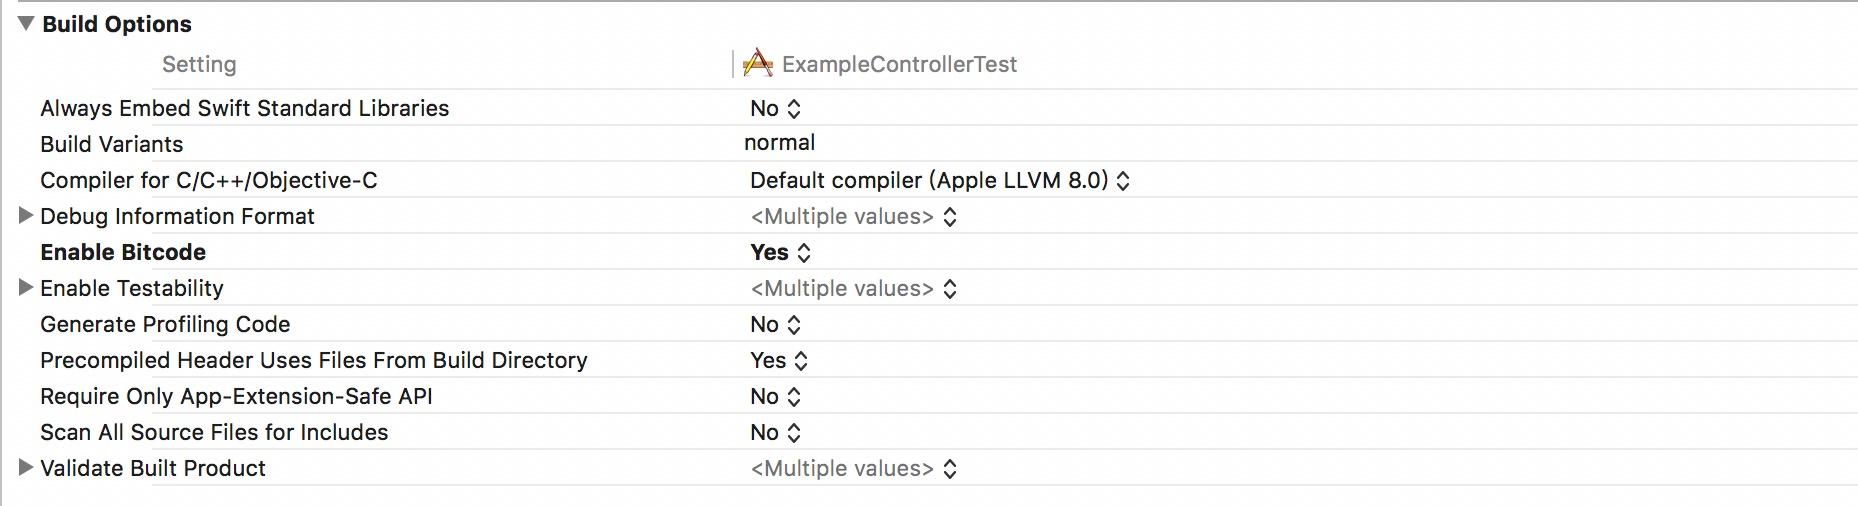 Build Options
Setting ExampleControllerTest
Always Embed Swift Standard Libraries No
Build Variants normal
Compiler for C/C++/Objective-C Default compiler (Apple LLVM 8.0)
Debug Information Format <Multiple values>
Enable Bitcode Yes
Enable Testability <Multiple values>
Generate Profiling Code No
Precompiled Header Uses Files From Build Directory Yes
Require Only App-Extension-Safe API No
Scan All Source Files for Includes No
Validate Built Product <Multiple values>